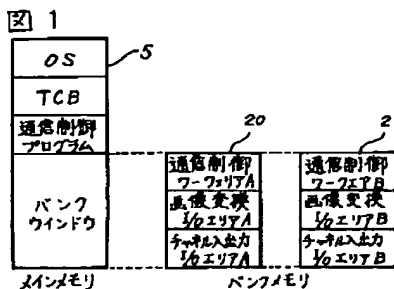 図 1
OS
5
TCB
通信制御
プログラム
バンク
ウインドウ
メインメモリ
20
通信制御
ワークエリアA
画像変換
I/OエリアA
チャネル入出力
I/OエリアA
2
通信制御
ワークエリアB
画像変換
I/OエリアB
チャネル入出力
I/OエリアB
バンクメモリ